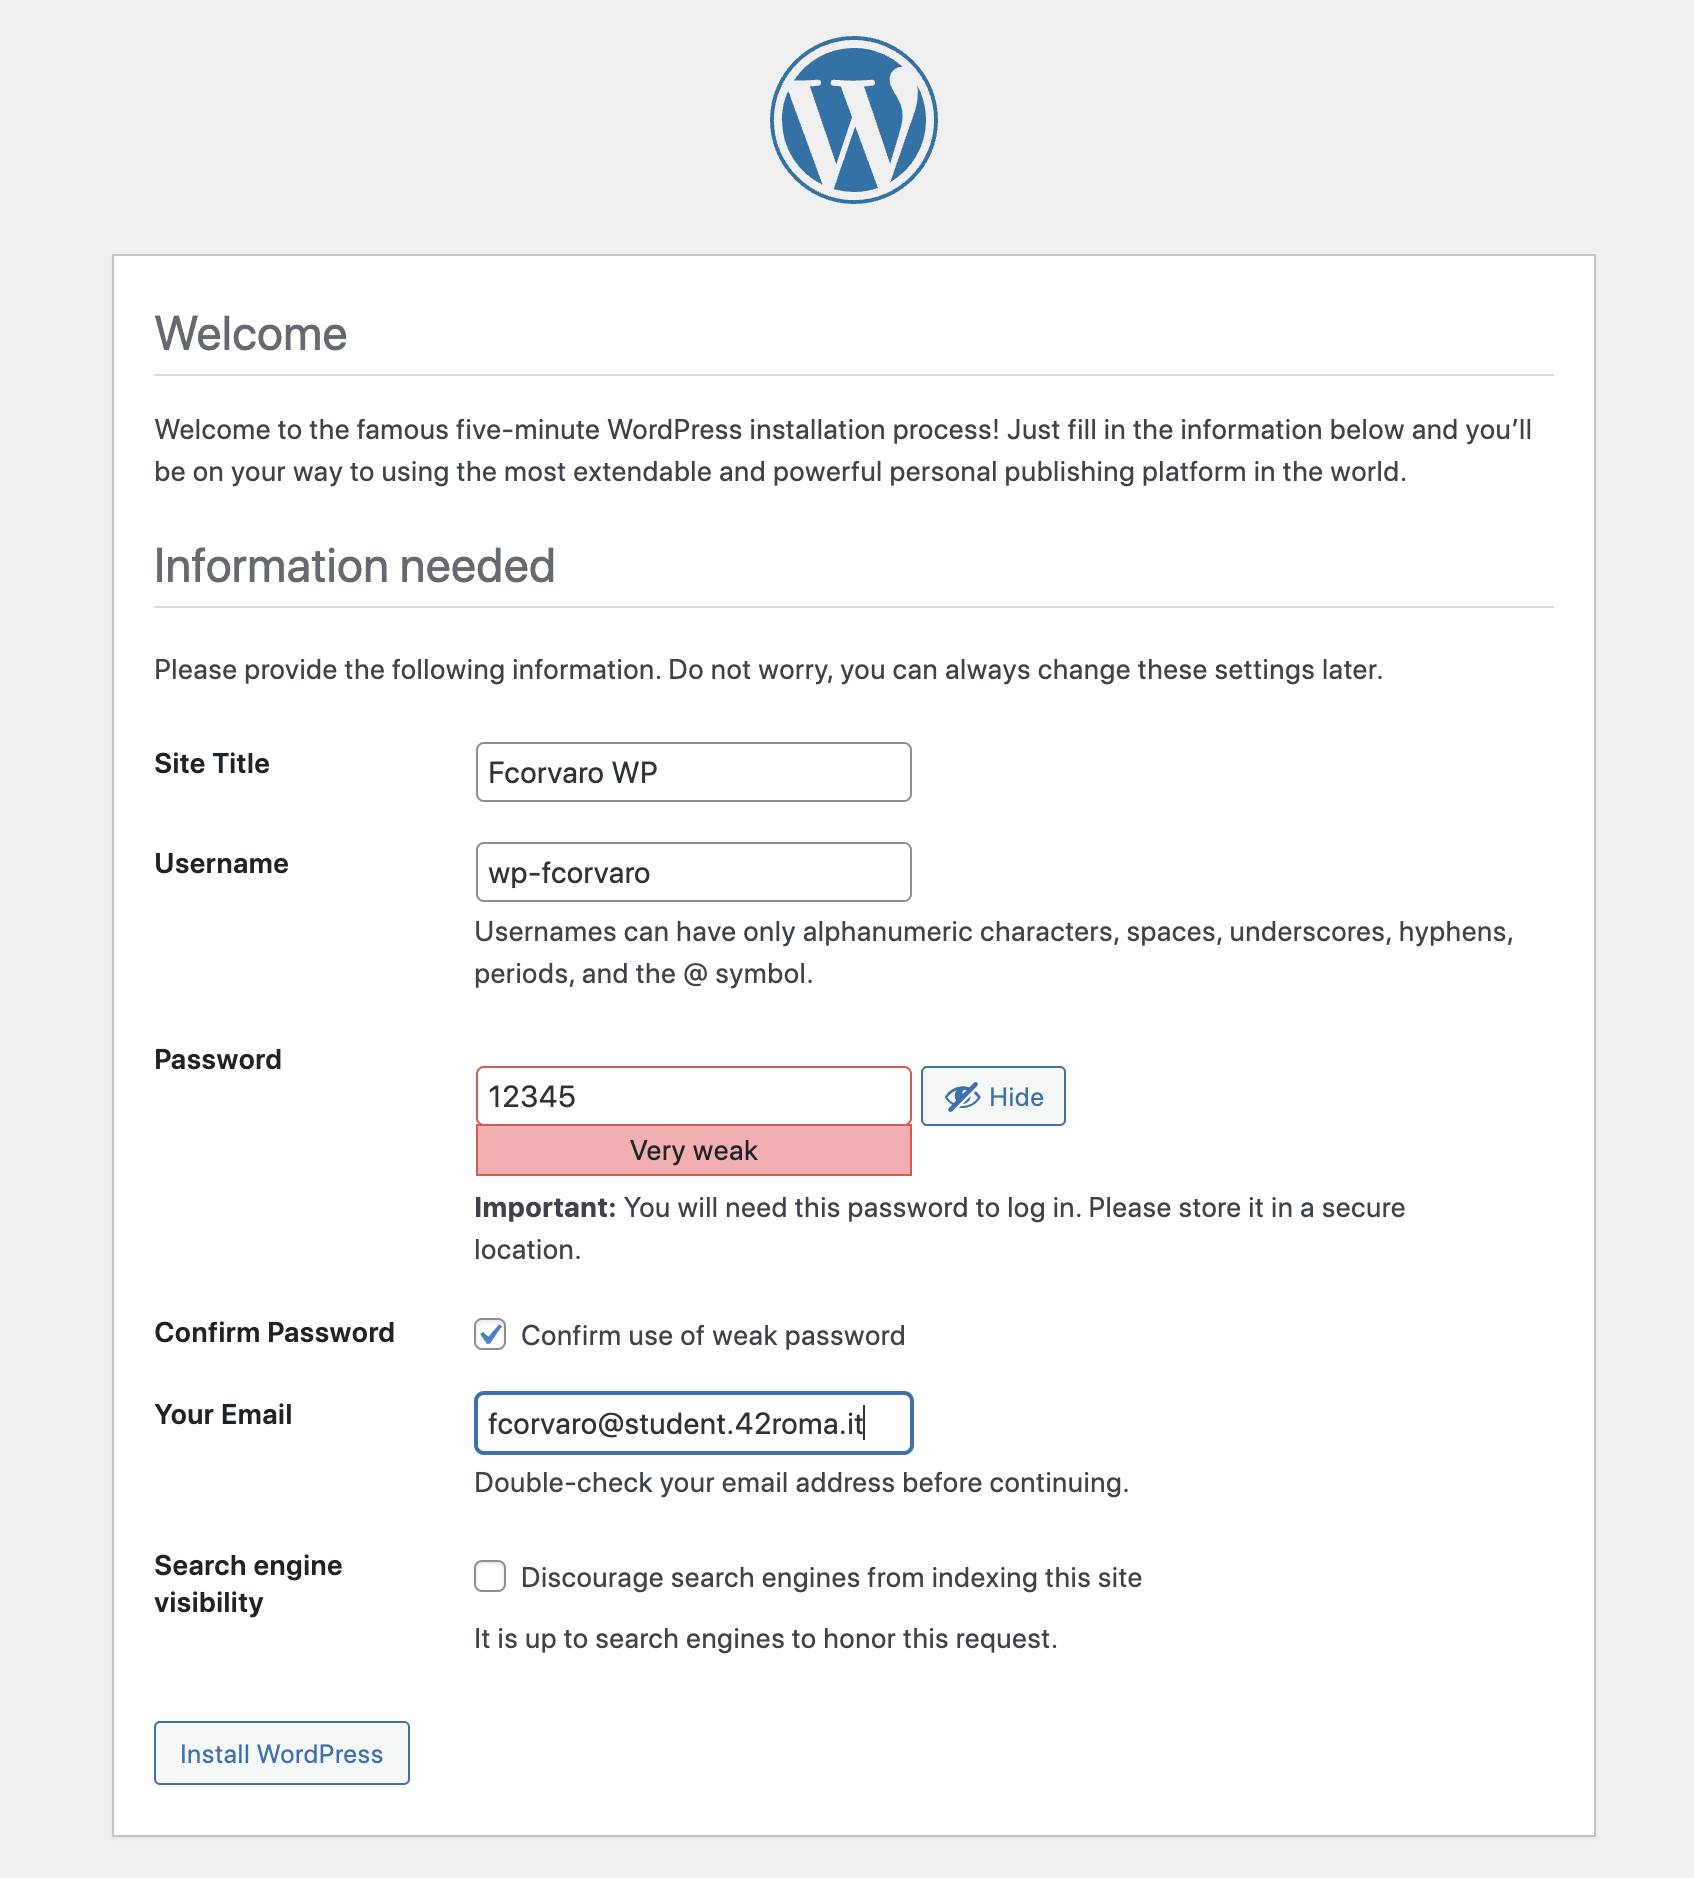 Welcome
Welcome to the famous five-minute WordPress installation process! Just fill in the information below and you’ll
be on your way to using the most extendable and powerful personal publishing platform in the world.
Information needed
Please provide the following information. Do not worry, you can always change these settings later.
Site Title
Fcorvaro WP
Username
wp-fcorvaro
Usernames can have only alphanumeric characters, spaces, underscores, hyphens,
periods, and the @ symbol.
Password
12345
Hide
Very weak
Important: You will need this password to log in. Please store it in a secure
location.
Confirm Password
Confirm use of weak password
Your Email
fcorvaro@student.42roma.it
Double-check your email address before continuing.
Search engine
visibility
Discourage search engines from indexing this site
It is up to search engines to honor this request.
Install WordPress